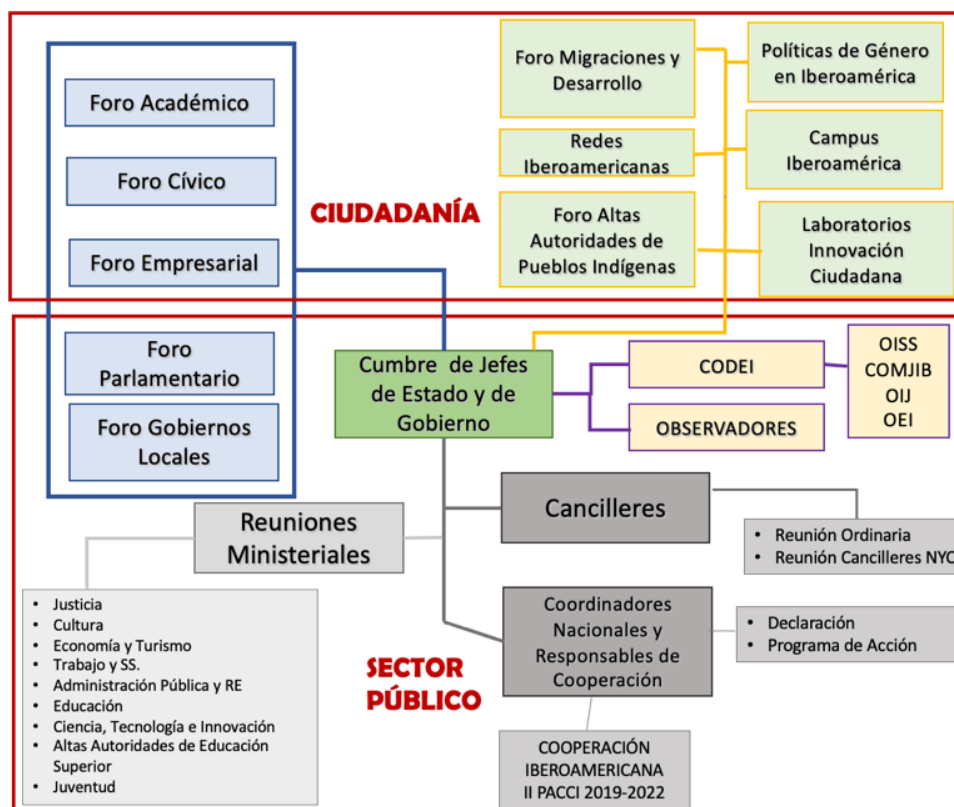 Foro Académico
Foro Cívico
Foro Empresarial
CIUDADANÍA
Foro Migraciones y
Desarrollo
Políticas de Género
en Iberoamérica
Redes
Iberoamericanas
Campus
Iberoamérica
Foro Altas
Autoridades de
Pueblos Indígenas
Laboratorios
Innovación
Ciudadana
Foro
Parlamentario
Foro Gobiernos
Locales
Cumbre de Jefes
de Estado y de
Gobierno
CODEI
OBSERVADORES
OISS
COMJIB
OIJ
OEI
Reuniones
Ministeriales
Cancilleres
• Reunión Ordinaria
• Reunión Cancilleres NYC
• Justicia
• Cultura
• Economía y Turismo
• Trabajo y SS.
• Administración Pública y RE
• Educación
• Ciencia, Tecnología e Innovación
• Altas Autoridades de Educación
Superior
• Juventud
SECTOR
PÚBLICO
Coordinadores
Nacionales y
Responsables de
Cooperación
• Declaración
• Programa de Acción
COOPERACIÓN
IBEROAMERICANA
II PACCI 2019-2022